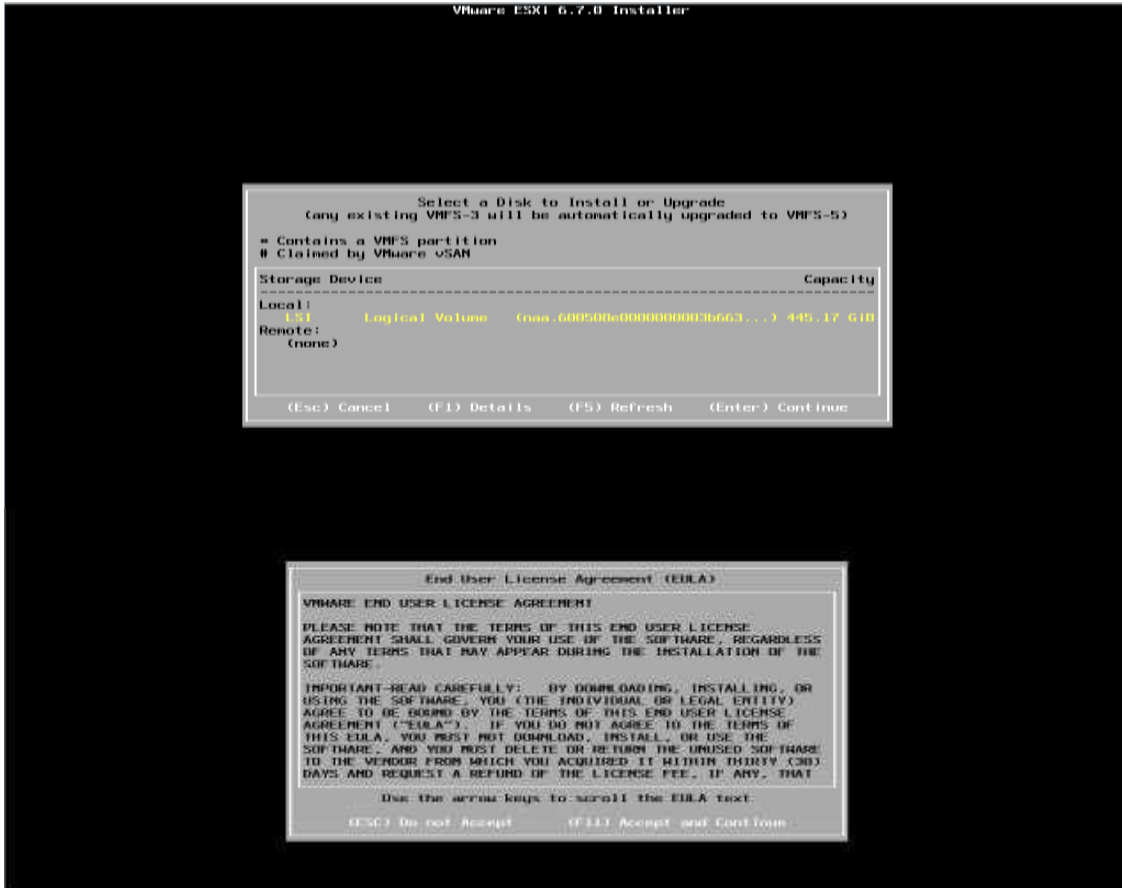 VMware ESXi 6.7.0 Installer
Select a Disk to Install or Upgrade
(any existing VMFS-3 will be automatically upgraded to VMFS-5)
* Contains a VMFS partition
# Claimed by VMware vSAN
Storage Device Capacity
Local:
LSI Logical Volume (naa.600508e0000000003b663...) 445.17 GiB
Remote:
(none)
(Esc) Cancel (F1) Details (F5) Refresh (Enter) Continue
End User License Agreement (EULA)
VMWARE END USER LICENSE AGREEMENT
PLEASE NOTE THAT THE TERMS OF THIS END USER LICENSE
AGREEMENT SHALL GOVERN YOUR USE OF THE SOFTWARE, REGARDLESS
OF ANY TERMS THAT MAY APPEAR DURING THE INSTALLATION OF THE
SOFTWARE.
IMPORTANT-READ CAREFULLY: BY DOWNLOADING, INSTALLING, OR
USING THE SOFTWARE, YOU (THE INDIVIDUAL OR LEGAL ENTITY)
AGREE TO BE BOUND BY THE TERMS OF THIS END USER LICENSE
AGREEMENT ("EULA"). IF YOU DO NOT AGREE TO THE TERMS OF
THIS EULA, YOU MUST NOT DOWNLOAD, INSTALL, OR USE THE
SOFTWARE, AND YOU MUST DELETE OR RETURN THE UNUSED SOFTWARE
TO THE VENDOR FROM WHICH YOU ACQUIRED IT WITHIN THIRTY (30)
DAYS AND REQUEST A REFUND OF THE LICENSE FEE, IF ANY, THAT
Use the arrow keys to scroll the EULA text
(ESC) Do not Accept (F11) Accept and Continue